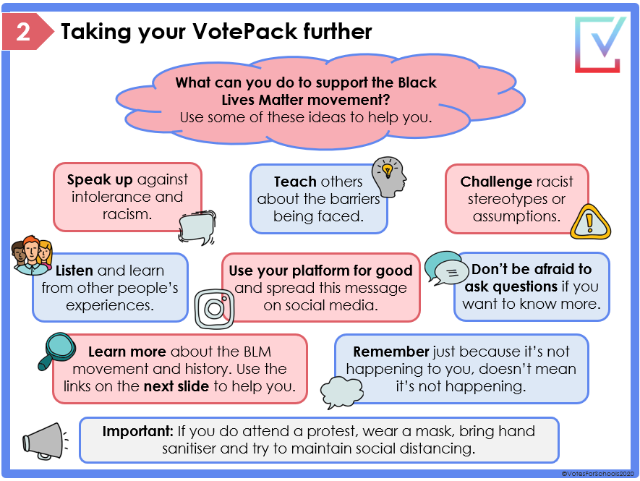 2
Taking your VotePack further
What can you do to support the Black
Lives Matter movement?
Use some of these ideas to help you.
Speak up against
intolerance and
racism.
Teach others
about the barriers
being faced.
Challenge racist
stereotypes or
assumptions.
Listen and learn
from other people's
experiences.
Use your platform for good
and spread this message
on social media.
Don't be afraid to
ask questions if you
want to know more.
Learn more about the BLM
movement and history. Use the
links on the next slide to help you.
Remember just because it's not
happening to you, doesn't mean
it's not happening.
Important: If you do attend a protest, wear a mask, bring hand
sanitiser and try to maintain social distancing.
©VotesForSchools2020